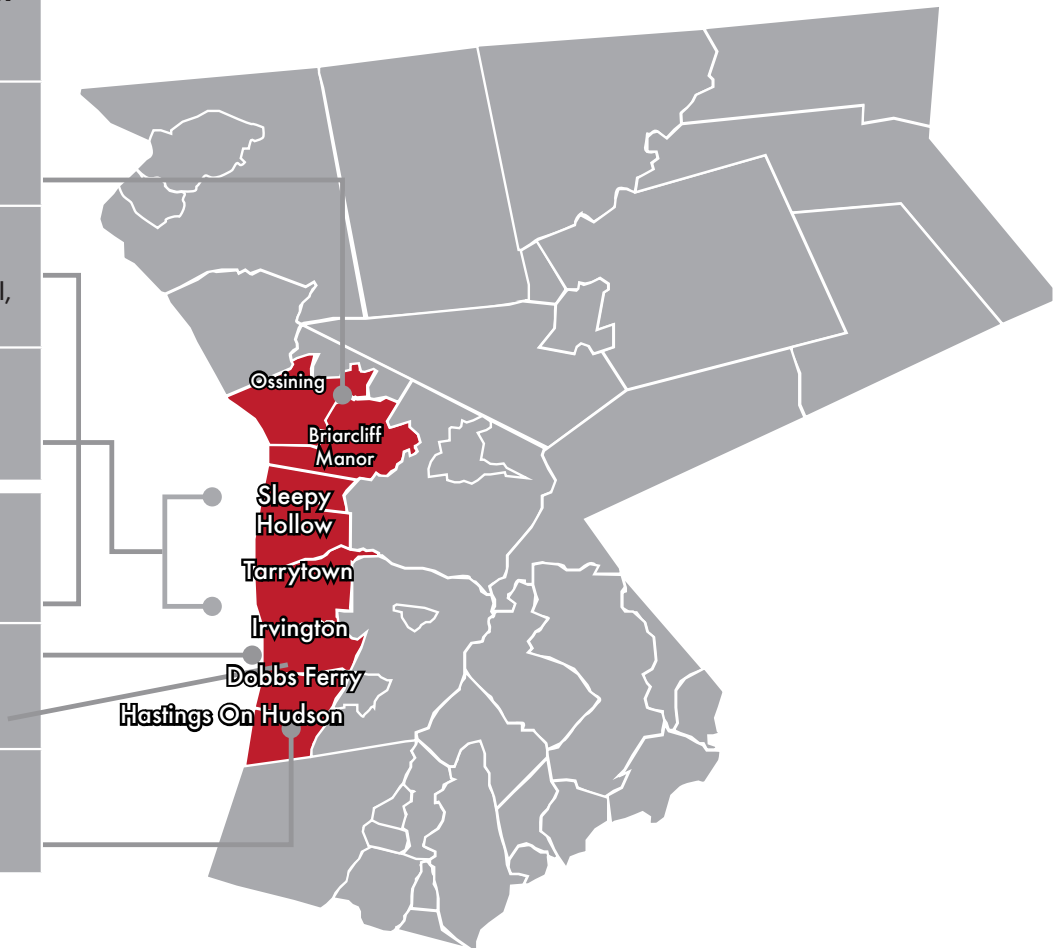 l,
Ossining
Briarcliff
Manor
Sleepy
Hollow
Tarrytown
Irvington
Dobbs Ferry
Hastings On Hudson